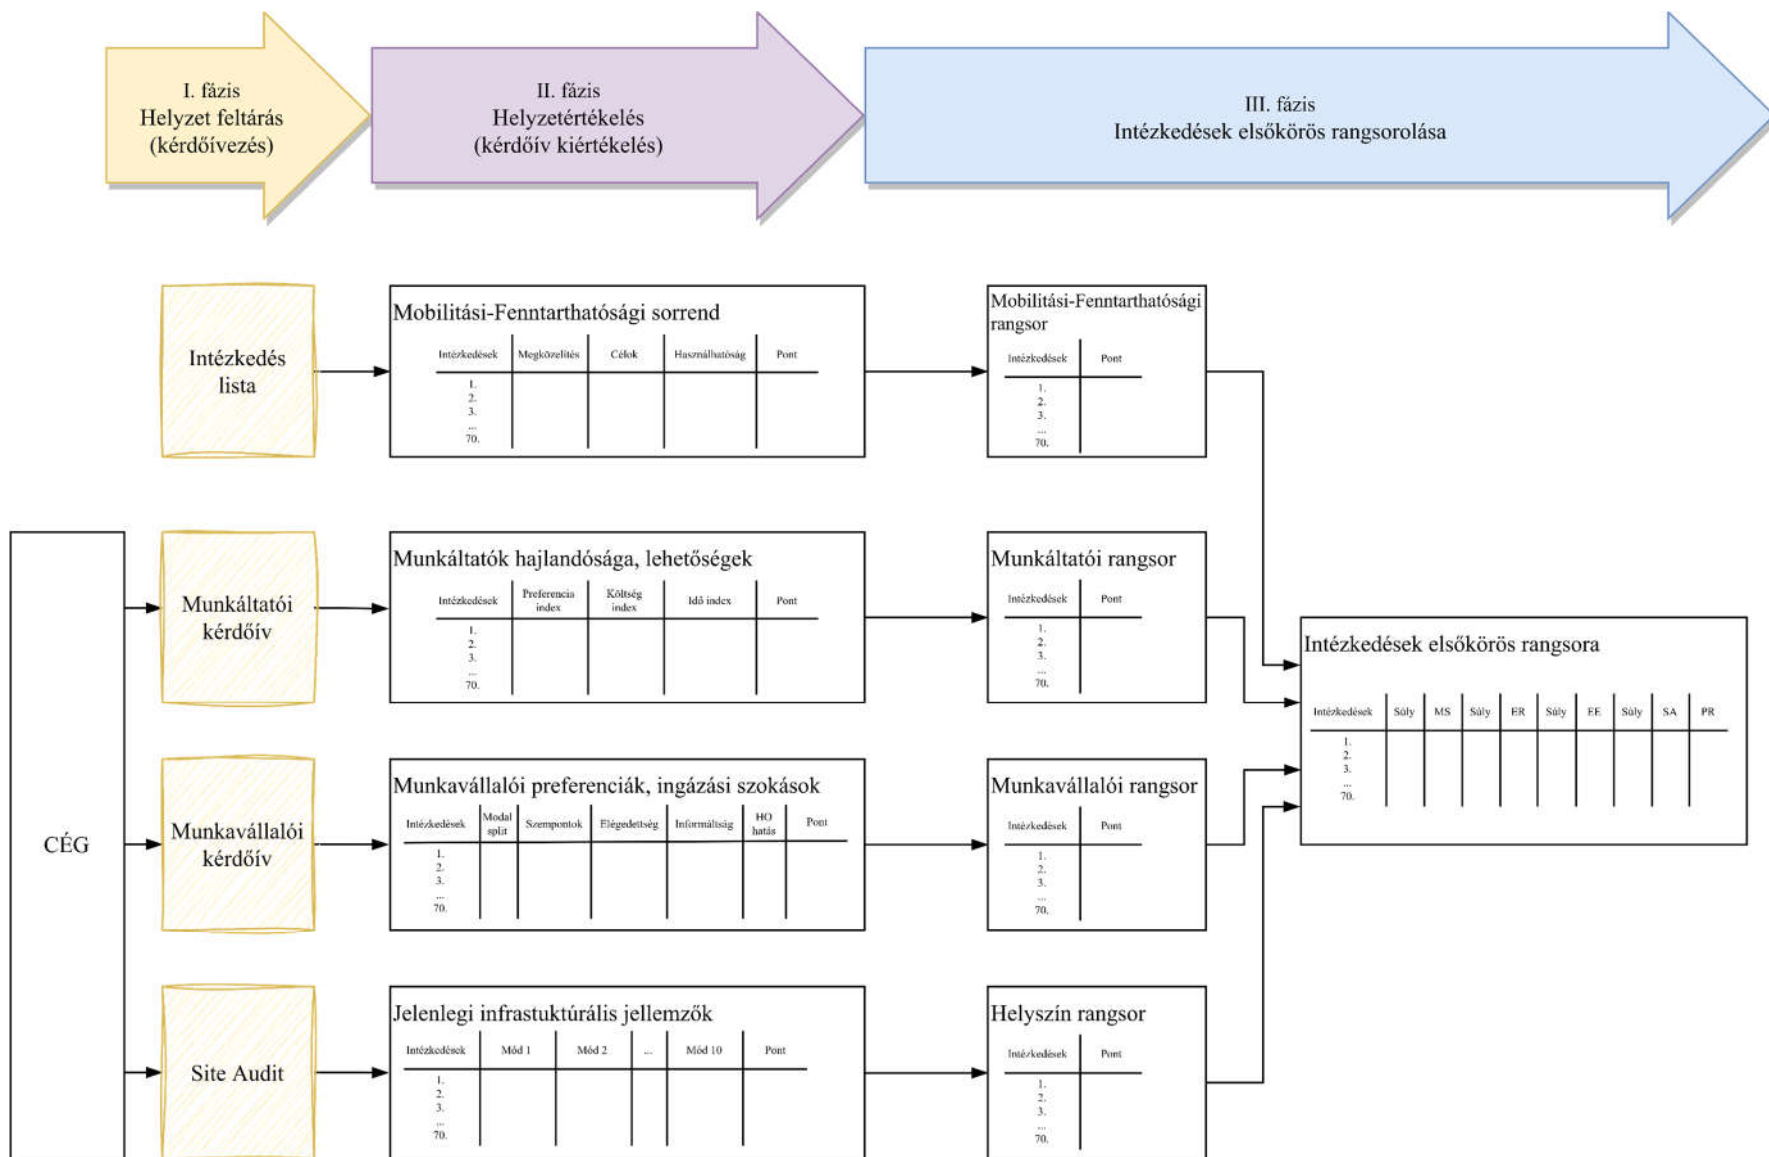 I. fázis
Helyzet feltárás
(kérdőívezés)
II. fázis
Helyzetértékelés
(kérdőív kiértékelés)
III. fázis
Intézkedések elsőkörös rangsorolása
Intézkedés
lista
Mobilitási-Fenntarthatósági sorrend
Intézkedések Megközelítés Célok Használhatóság Pont
1.
2.
3.
...
70.
Mobilitási-Fenntarthatósági
rangsor
Intézkedések Pont
1.
2.
3.
...
70.
CÉG
Munkáltatói
kérdőív
Munkáltatók hajlandósága, lehetőségek
Intézkedések Preferencia index Költség index Idő index Pont
1.
2.
3.
...
70.
Munkáltatói rangsor
Intézkedések Pont
1.
2.
3.
...
70.
Munkavállalói
kérdőív
Munkavállalói preferenciák, ingázási szokások
Intézkedések Modal split Szempontok Elégedettség Informáltság HO hatás Pont
1.
2.
3.
...
70.
Munkavállalói rangsor
Intézkedések Pont
1.
2.
3.
...
70.
Site Audit
Jelenlegi infrastuktúrális jellemzők
Intézkedések Mód 1 Mód 2 ... Mód 10 Pont
1.
2.
3.
...
70.
Helyszín rangsor
Intézkedések Pont
1.
2.
3.
...
70.
Intézkedések elsőkörös rangsora
Intézkedések Súly MS Súly ER Súly EE Súly SA PR
1.
2.
3.
...
70.